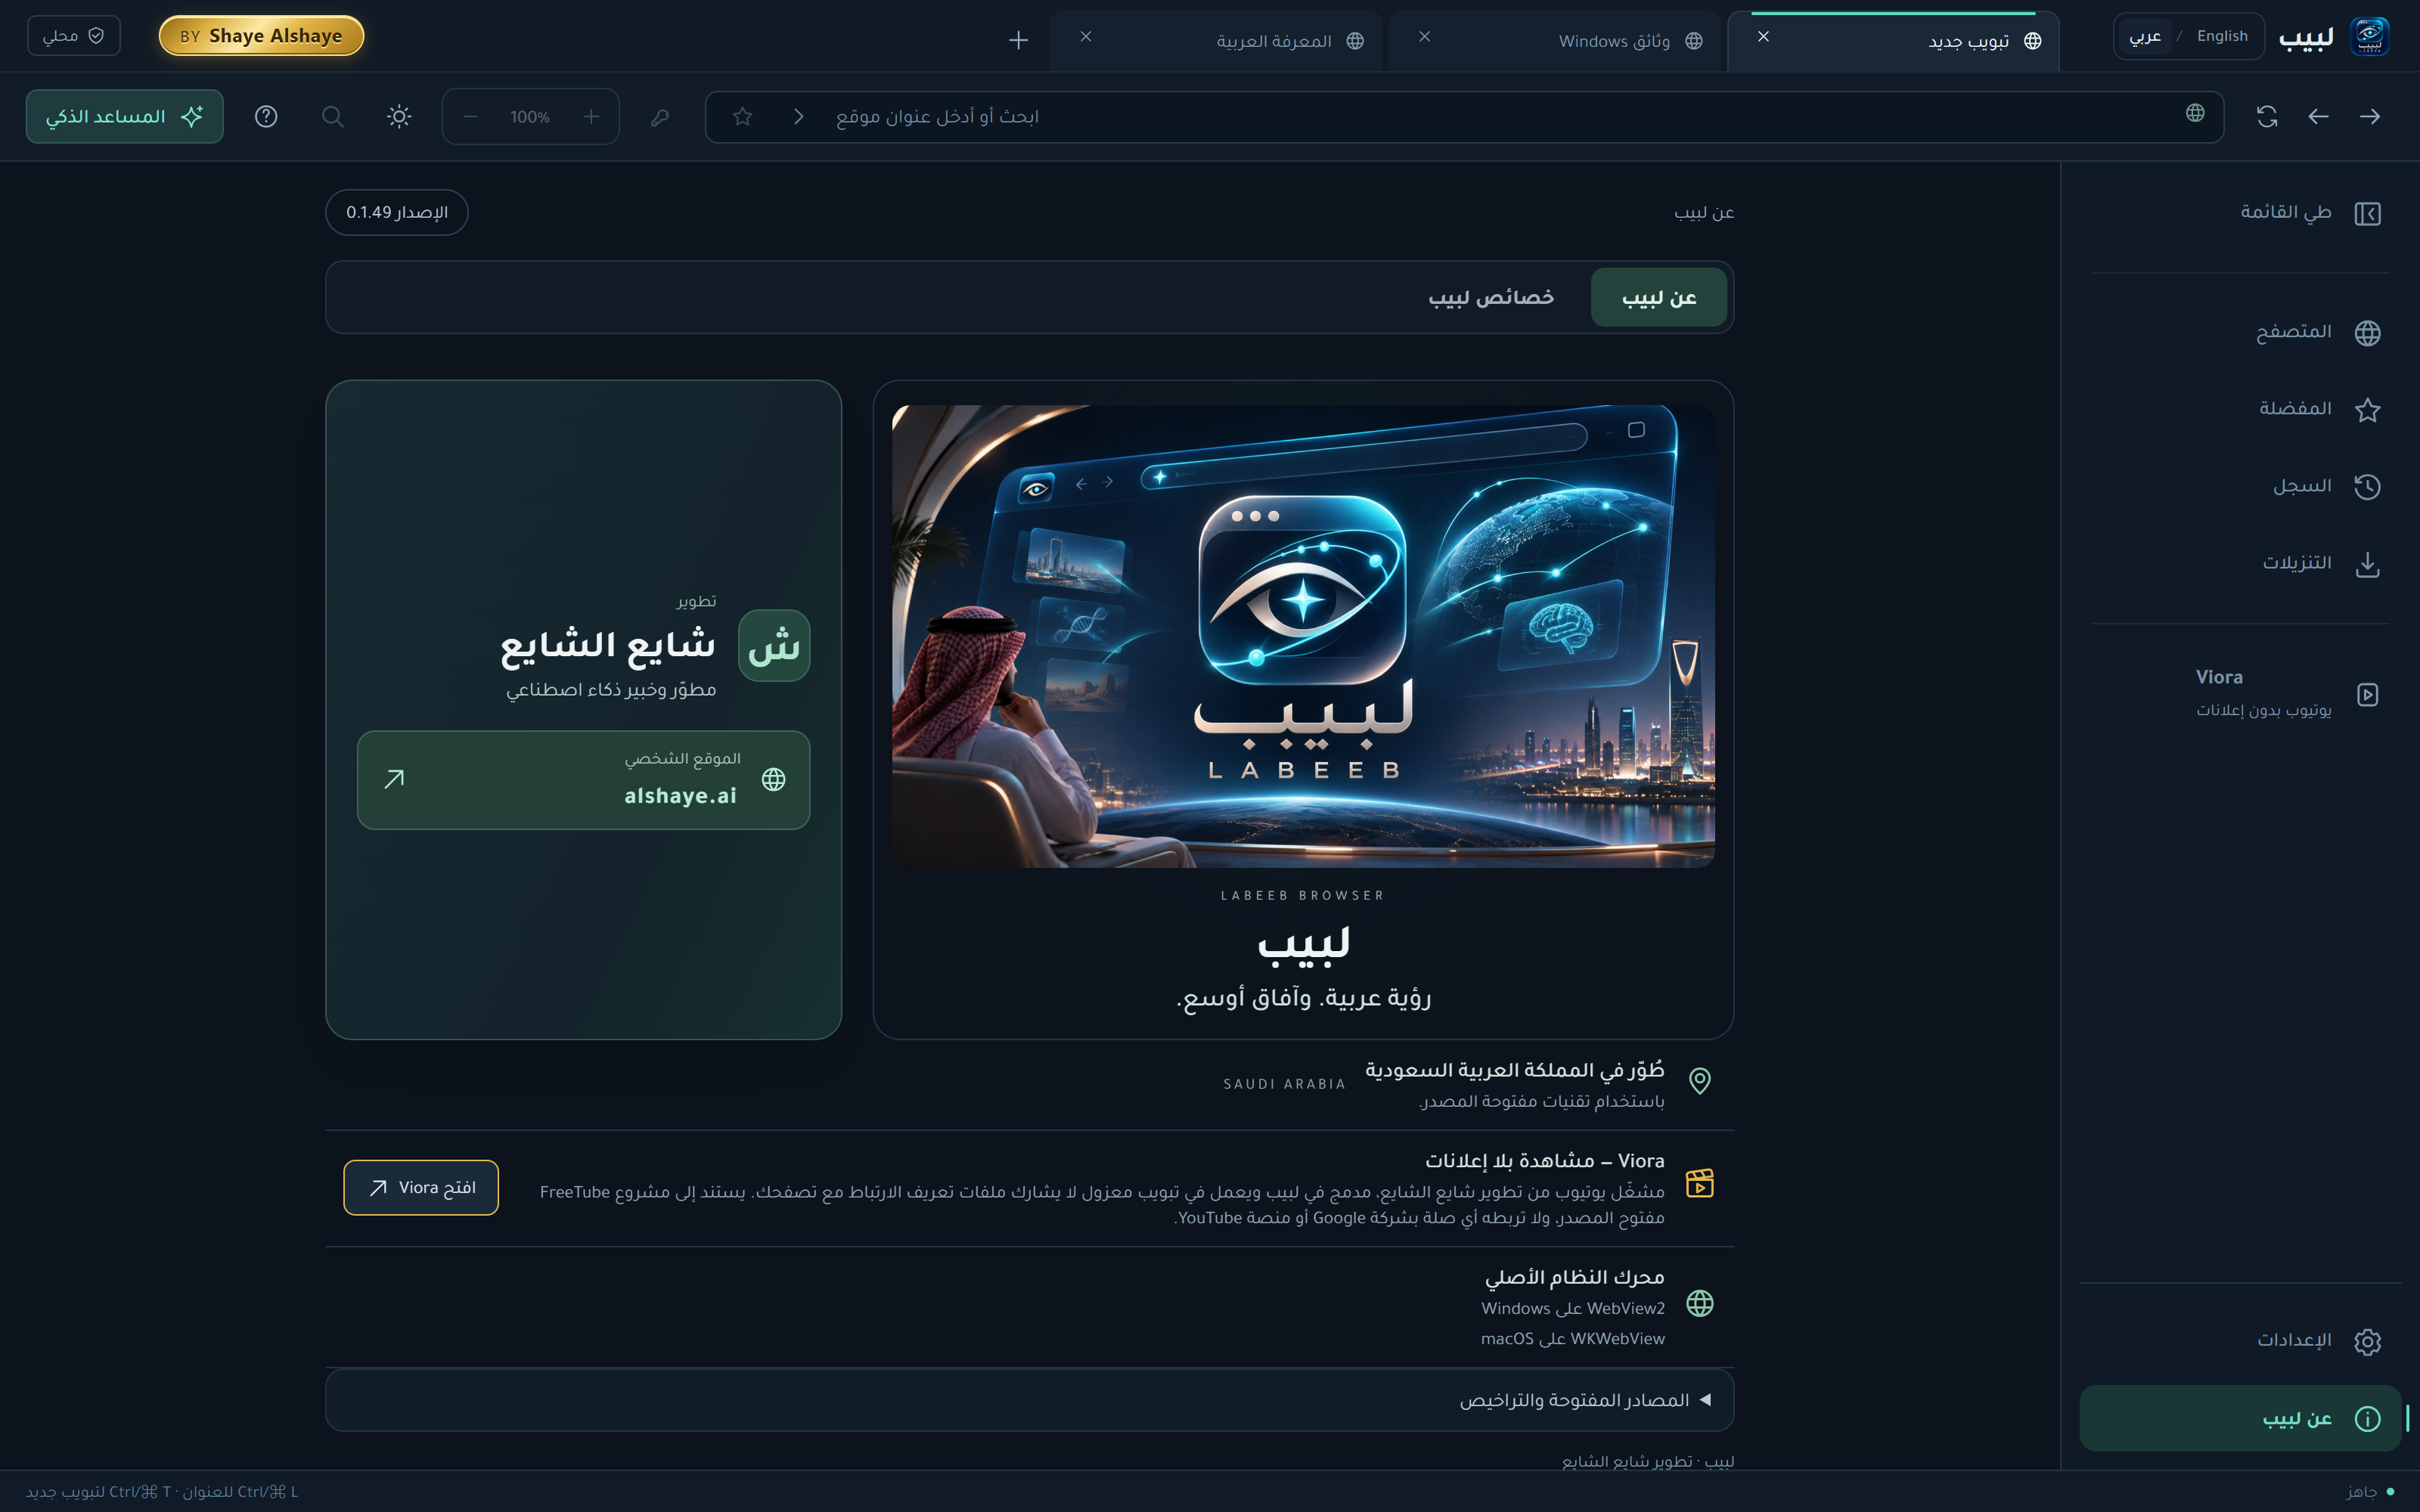 لبيب
English / عربي
تبويب جديد
وثائق Windows
المعرفة العربية
BY Shaye Alshaye
محلي
ابحث أو أدخل عنوان موقع
100%
المساعد الذكي
طي القائمة
المتصفح
المفضلة
السجل
التنزيلات
Viora
يوتيوب بدون إعلانات
الإعدادات
عن لبيب
عن لبيب
الإصدار 0.1.49
عن لبيب
خصائص لبيب
لبيب
LABEEB
LABEEB BROWSER
لبيب
رؤية عربية. وآفاق أوسع.
ش
تطوير
شايع الشايع
مطوّر وخبير ذكاء اصطناعي
الموقع الشخصي
alshaye.ai
طُوّر في المملكة العربية السعودية SAUDI ARABIA
باستخدام تقنيات مفتوحة المصدر.
Viora – مشاهدة بلا إعلانات
مشغّل يوتيوب من تطوير شايع الشايع، مدمج في لبيب ويعمل في تبويب معزول لا يشارك ملفات تعريف الارتباط مع تصفحك. يستند إلى مشروع FreeTube
مفتوح المصدر، ولا تربطه أي صلة بشركة Google أو منصة YouTube.
افتح Viora
محرك النظام الأصلي
WebView2 على Windows
WKWebView على macOS
المصادر المفتوحة والتراخيص
لبيب · تطوير شايع الشايع
جاهز
Ctrl/⌘ L للعنوان · Ctrl/⌘ T لتبويب جديد